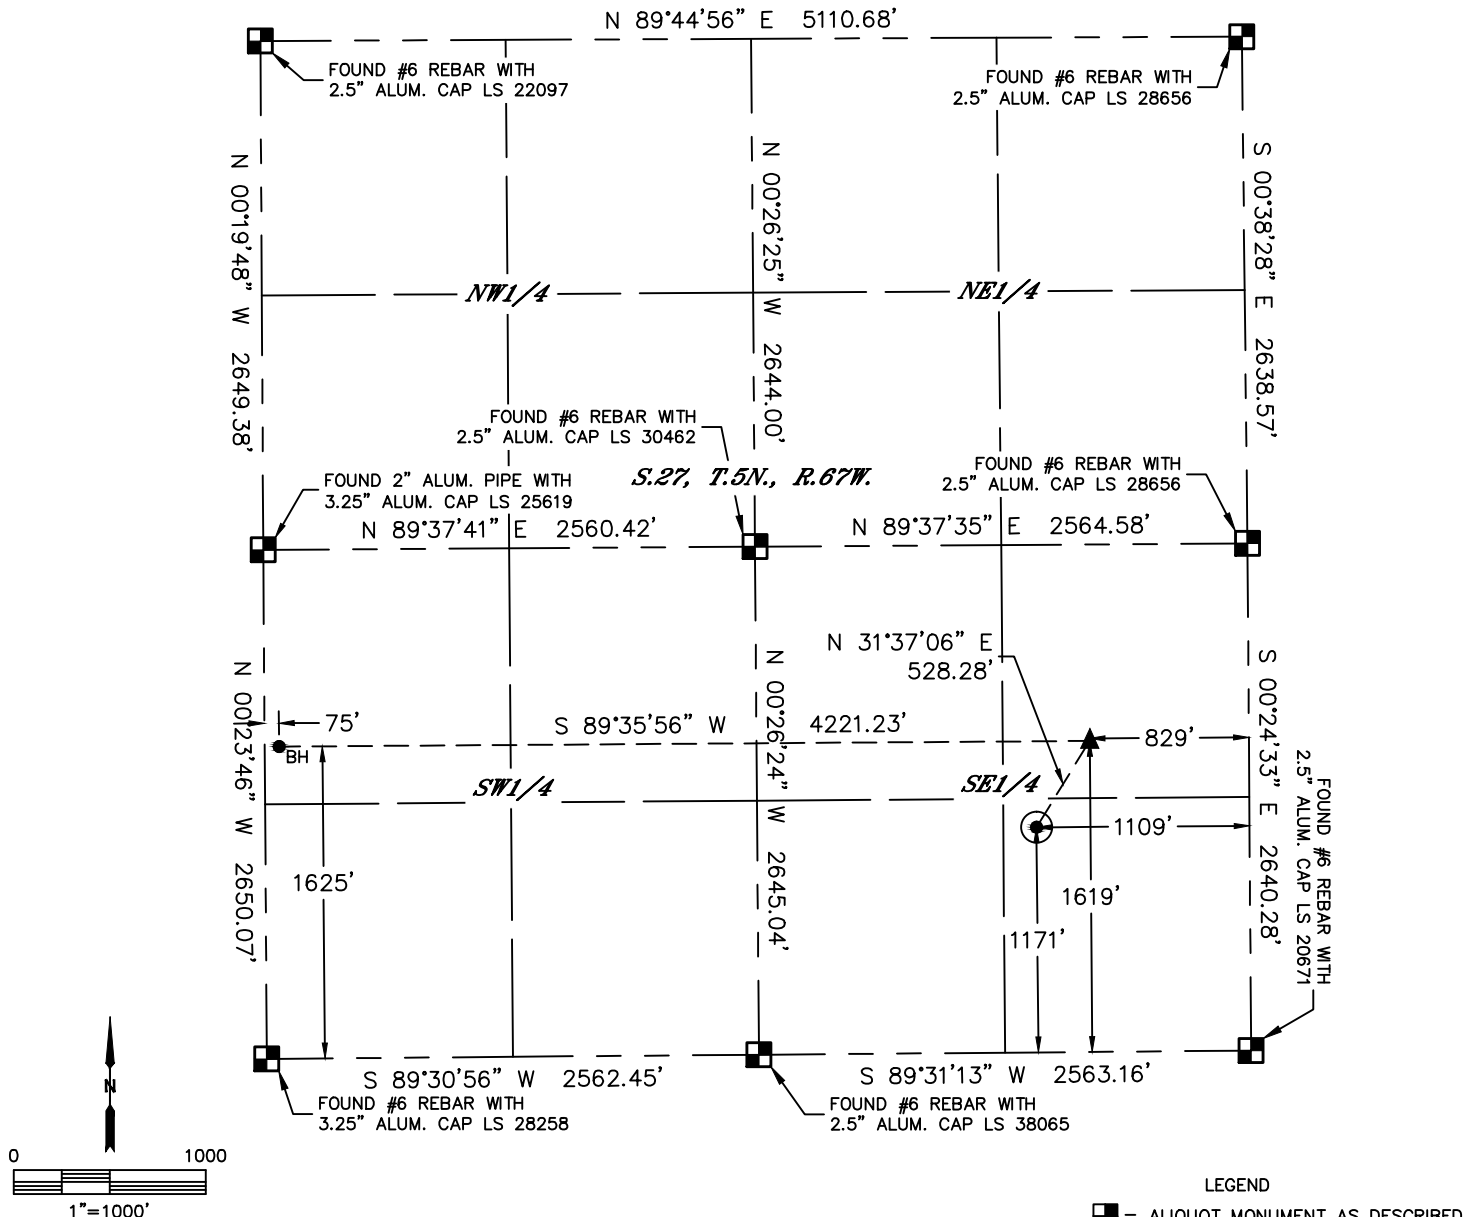 N 89°44'56" E 5110.68'
FOUND #6 REBAR WITH
2.5" ALUM. CAP LS 22097
FOUND #6 REBAR WITH
2.5" ALUM. CAP LS 28656
N 00°19'48" W 2649.38'
N 00°26'25" W 2644.00'
S 00°38'28" E 2638.57'
NW1/4
NE1/4
FOUND #6 REBAR WITH
2.5" ALUM. CAP LS 30462
FOUND 2" ALUM. PIPE WITH
3.25" ALUM. CAP LS 25619
S.27, T.5N., R.67W.
FOUND #6 REBAR WITH
2.5" ALUM. CAP LS 28656
N 89°37'41" E 2560.42'
N 89°37'35" E 2564.58'
N 31°37'06" E
528.28'
N 00°23'46" W 2650.07'
N 00°26'24" W 2645.04'
S 00°24'33" E 2640.28'
75'
BH
S 89°35'56" W 4221.23'
829'
SW1/4
SE1/4
1109'
1625'
1619'
1171'
FOUND #6 REBAR WITH
2.5" ALUM. CAP LS 20671
S 89°30'56" W 2562.45'
S 89°31'13" W 2563.16'
FOUND #6 REBAR WITH
3.25" ALUM. CAP LS 28258
FOUND #6 REBAR WITH
2.5" ALUM. CAP LS 38065
N
0 1000
1"=1000'
LEGEND
= ALIQUOT MONUMENT AS DESCRIBED